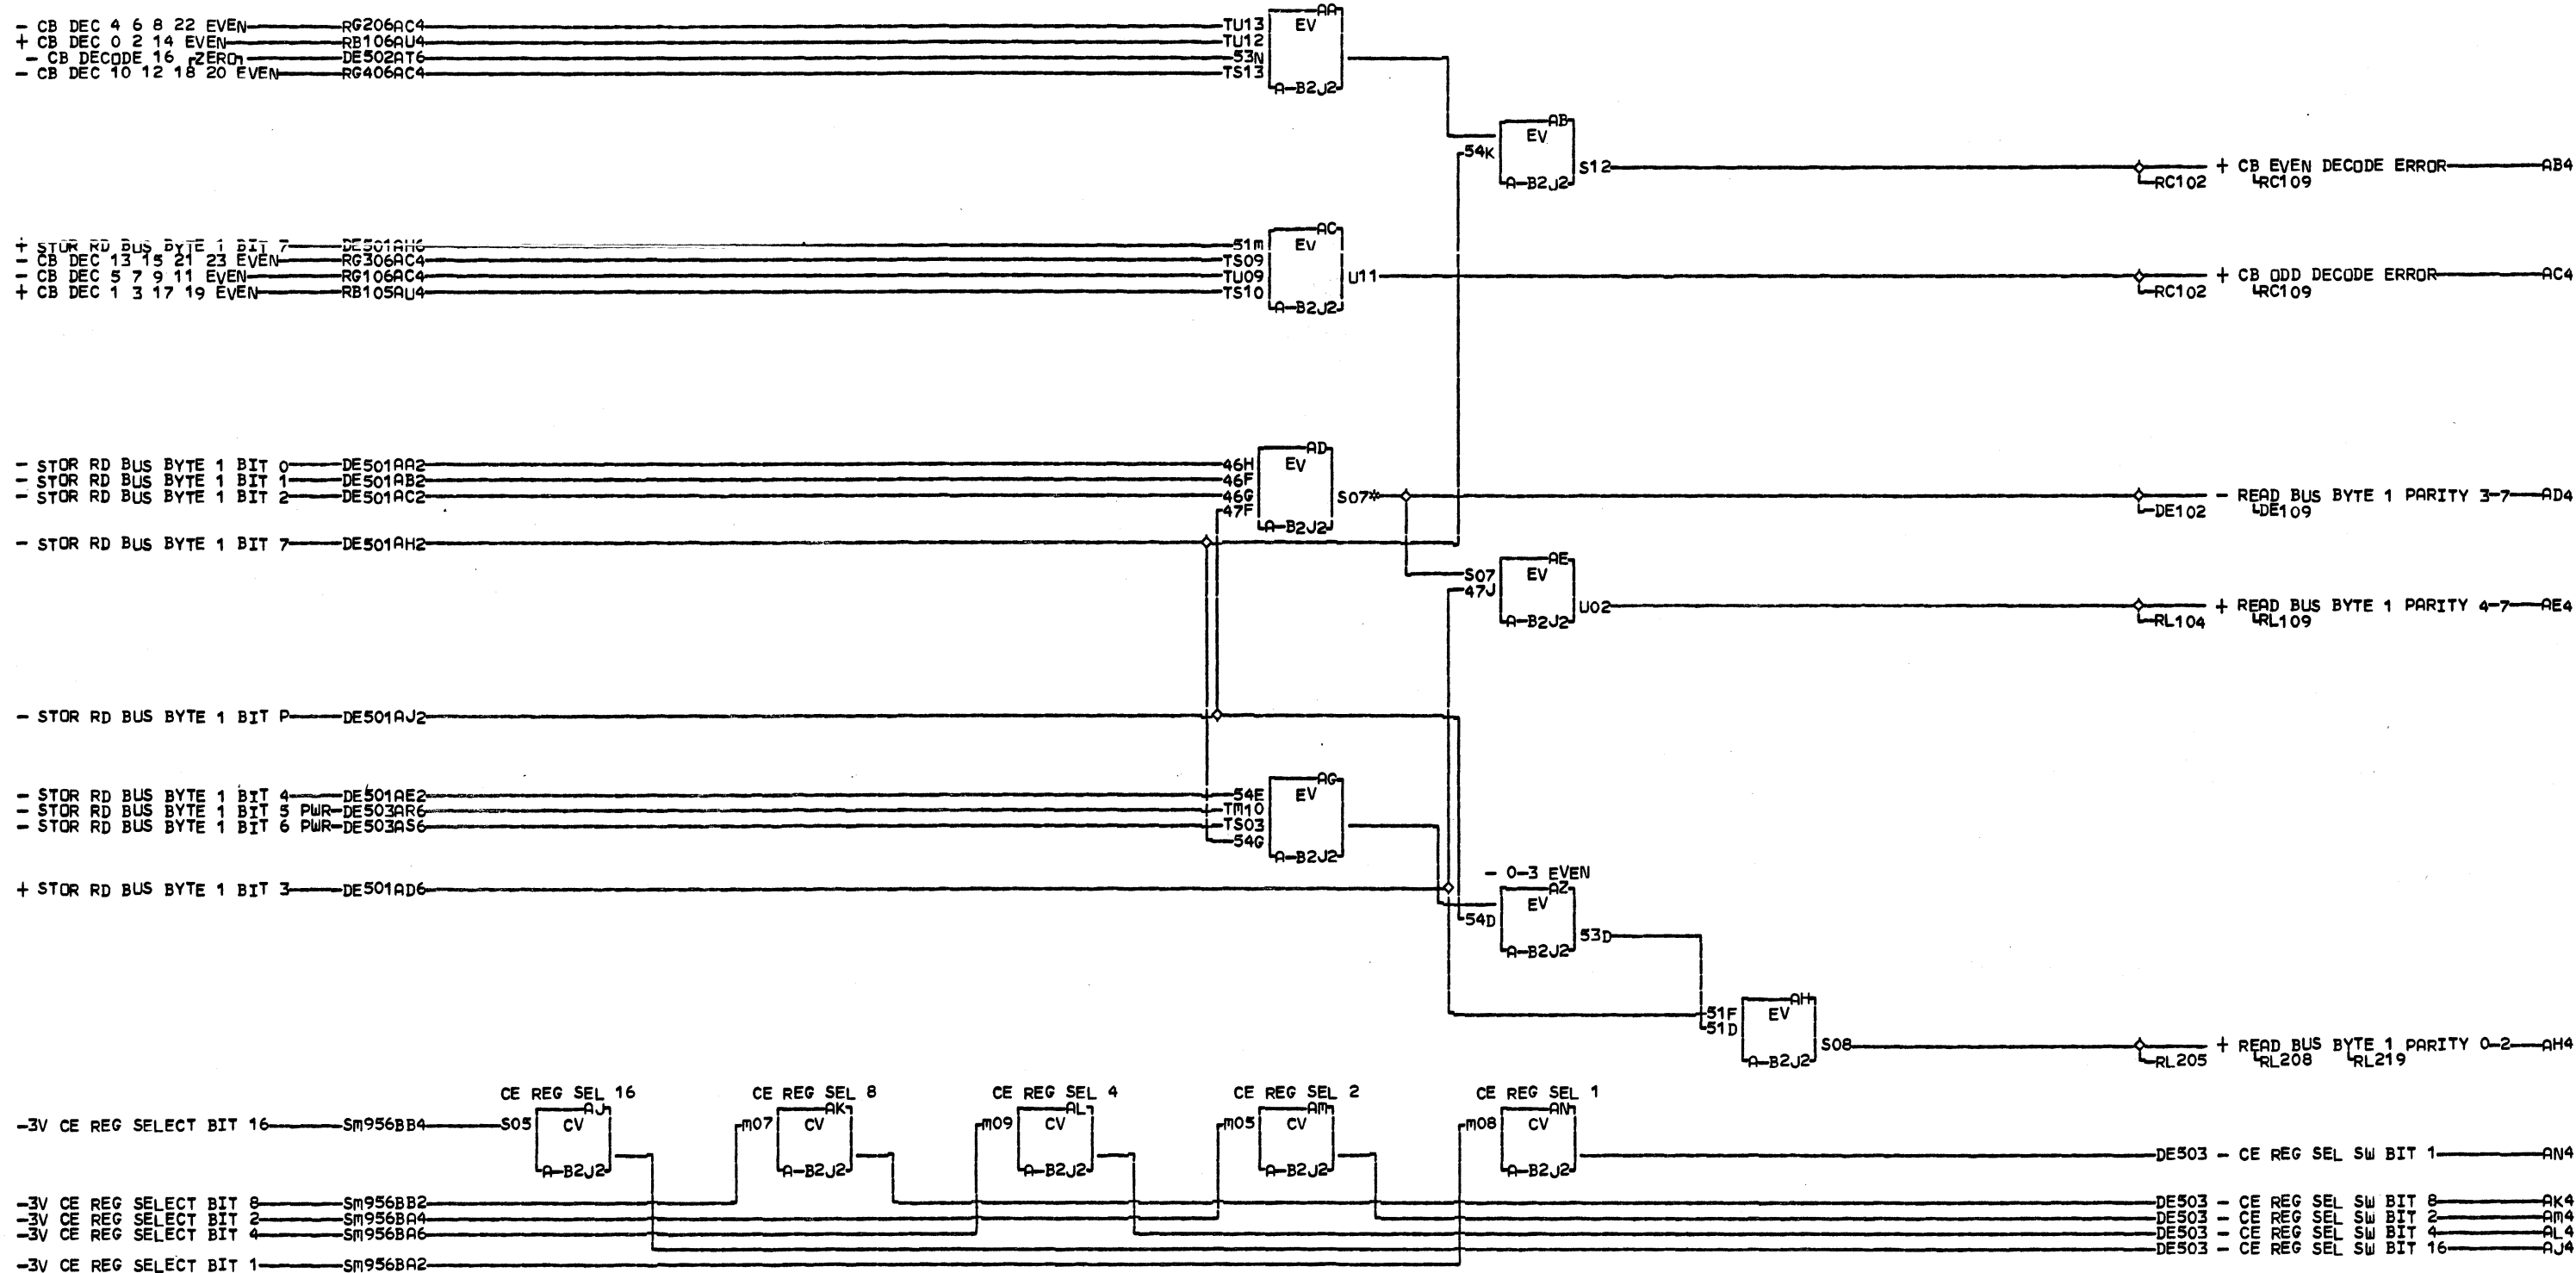 - CB DEC 4 6 8 22 EVEN RG206AC4 TU13
+ CB DEC 0 2 14 EVEN RB106AU4 TU12
- CB DECODE 16 ┌ZERO┐ DE502AT6 53N
- CB DEC 10 12 18 20 EVEN RG406AC4 TS13
AA
EV
A-B2J2
AB
EV
54K
A-B2J2
S12 + CB EVEN DECODE ERROR AB4
RC102 RC109
+ STOR RD BUS BYTE 1 BIT 7 DE501AH6 51M
- CB DEC 13 15 21 23 EVEN RG306AC4 TS09
- CB DEC 5 7 9 11 EVEN RG106AC4 TU09
+ CB DEC 1 3 17 19 EVEN RB105AU4 TS10
AC
EV
A-B2J2
U11 + CB ODD DECODE ERROR AC4
RC102 RC109
- STOR RD BUS BYTE 1 BIT 0 DE501AA2 46H
- STOR RD BUS BYTE 1 BIT 1 DE501AB2 46F
- STOR RD BUS BYTE 1 BIT 2 DE501AC2 46G
47F
AD
EV
A-B2J2
S07* - READ BUS BYTE 1 PARITY 3-7 AD4
DE102 DE109
- STOR RD BUS BYTE 1 BIT 7 DE501AH2
AE
S07 EV
47J
A-B2J2
U02 + READ BUS BYTE 1 PARITY 4-7 AE4
RL104 RL109
- STOR RD BUS BYTE 1 BIT P DE501AJ2
- STOR RD BUS BYTE 1 BIT 4 DE501AE2 54E
- STOR RD BUS BYTE 1 BIT 5 PWR DE503AR6 TM10
- STOR RD BUS BYTE 1 BIT 6 PWR DE503AS6 TS03
54G
AG
EV
A-B2J2
- 0-3 EVEN
+ STOR RD BUS BYTE 1 BIT 3 DE501AD6
AZ
EV
54D
53D
A-B2J2
AH
51F EV
51D
A-B2J2
S08 + READ BUS BYTE 1 PARITY 0-2 AH4
RL205 RL208 RL219
CE REG SEL 16 CE REG SEL 8 CE REG SEL 4 CE REG SEL 2 CE REG SEL 1
AJ AK AL AM AN
-3V CE REG SELECT BIT 16 SM956BB4 S05 CV M07 CV M09 CV M05 CV M08 CV
DE503 - CE REG SEL SW BIT 1 AN4
A-B2J2 A-B2J2 A-B2J2 A-B2J2 A-B2J2
-3V CE REG SELECT BIT 8 SM956BB2 DE503 - CE REG SEL SW BIT 8 AK4
-3V CE REG SELECT BIT 2 SM956BA4 DE503 - CE REG SEL SW BIT 2 AM4
-3V CE REG SELECT BIT 4 SM956BA6 DE503 - CE REG SEL SW BIT 4 AL4
DE503 - CE REG SEL SW BIT 16 AJ4
-3V CE REG SELECT BIT 1 SM956BA2